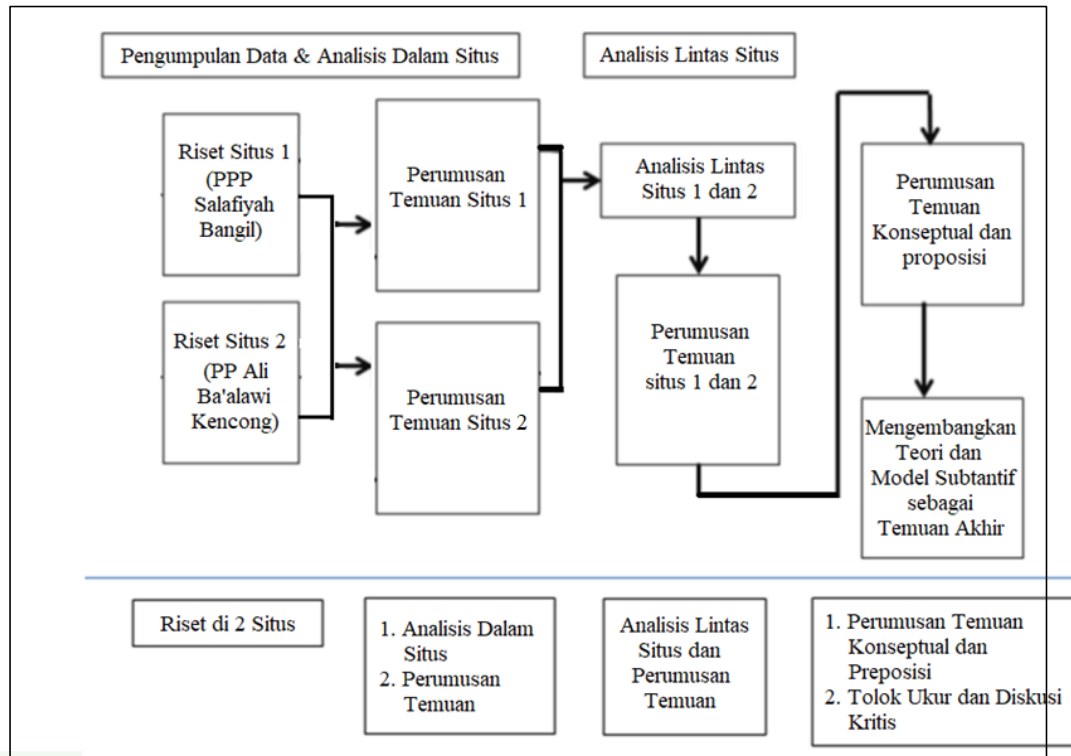 Pengumpulan Data & Analisis Dalam Situs
Analisis Lintas Situs
Riset Situs 1
(PPP
Salafiyah
Bangil)
Perumusan
Temuan Situs 1
Analisis Lintas
Situs 1 dan 2
Perumusan
Temuan
Konseptual dan
proposisi
Riset Situs 2
(PP Ali
Ba'alawi
Kencong)
Perumusan
Temuan Situs 2
Perumusan
Temuan
situs 1 dan 2
Mengembangkan
Teori dan
Model Subtantif
sebagai
Temuan Akhir
Riset di 2 Situs
1. Analisis Dalam
Situs
2. Perumusan
Temuan
Analisis Lintas
Situs dan
Perumusan
Temuan
1. Perumusan Temuan
Konseptual dan
Preposisi
2. Tolok Ukur dan Diskusi
Kritis